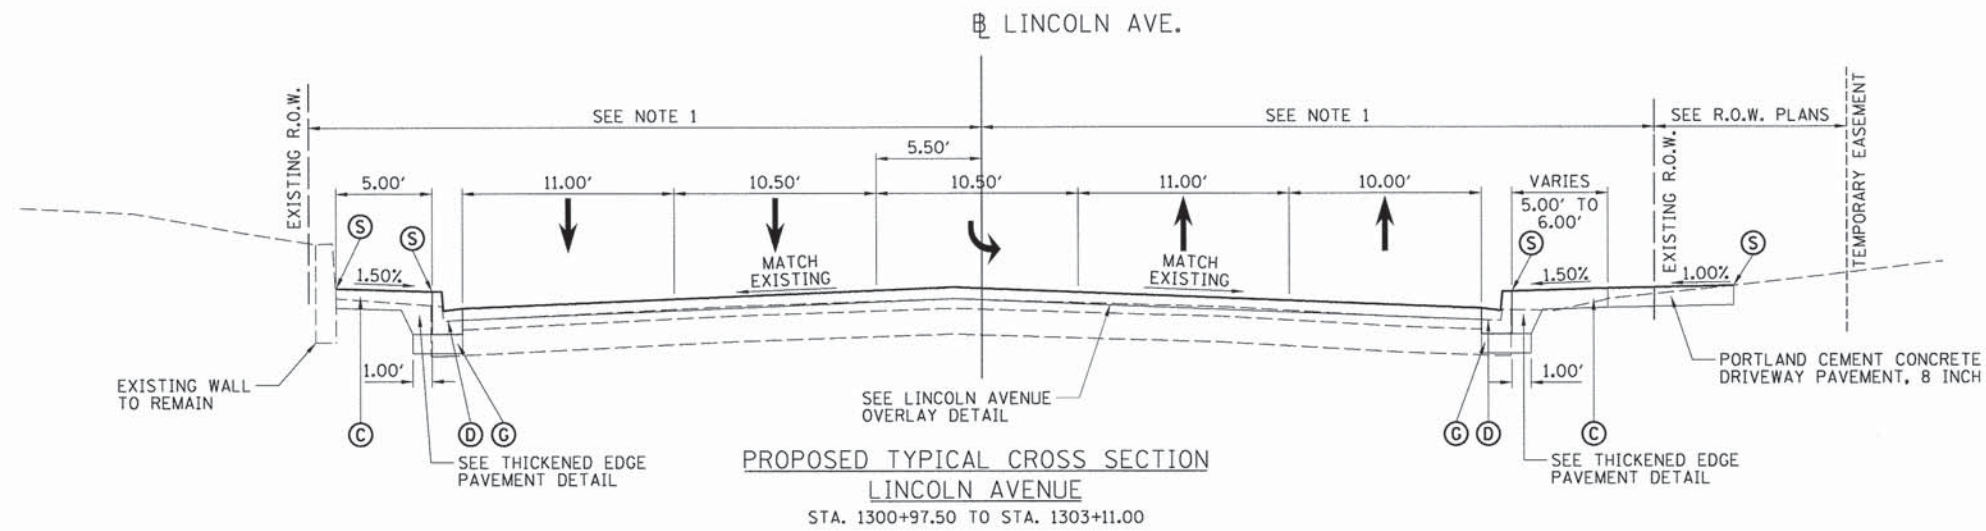 BL LINCOLN AVE.
EXISTING R.O.W.
SEE NOTE 1
SEE NOTE 1
SEE R.O.W. PLANS
TEMPORARY EASEMENT
EXISTING R.O.W.
5.50'
5.00'
11.00'
10.50'
10.50'
11.00'
10.00'
VARIES
5.00' TO
6.00'
S
S
S
S
1.50%
MATCH
EXISTING
MATCH
EXISTING
1.50%
1.00%
1.00'
1.00'
EXISTING WALL
TO REMAIN
SEE LINCOLN AVENUE
OVERLAY DETAIL
PORTLAND CEMENT CONCRETE
DRIVEWAY PAVEMENT, 8 INCH
C
D
G
G
D
C
SEE THICKENED EDGE
PAVEMENT DETAIL
SEE THICKENED EDGE
PAVEMENT DETAIL
PROPOSED TYPICAL CROSS SECTION
LINCOLN AVENUE
STA. 1300+97.50 TO STA. 1303+11.00